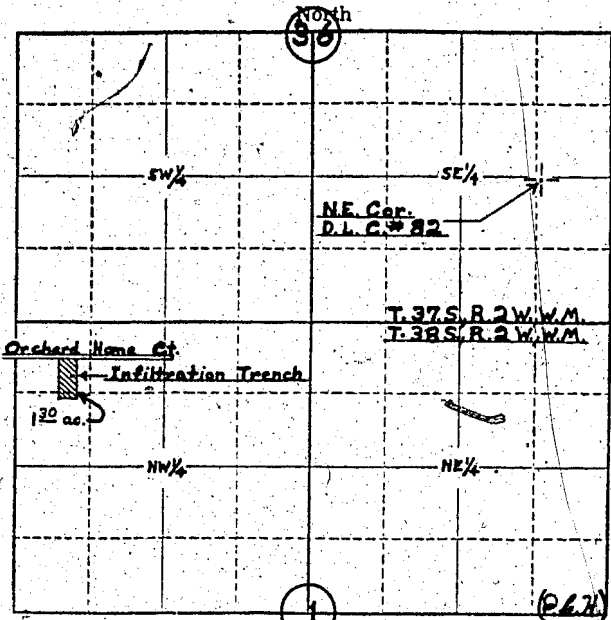 North
36
SW¼
SE¼
N.E. Cor.
D.L.C.# 82
T. 37 S. R. 2 W. W.M.
T. 38 S. R. 2 W. W.M.
Orchard Home Ct.
Infiltration Trench
1 30 ac.
NW¼
NE¼
1